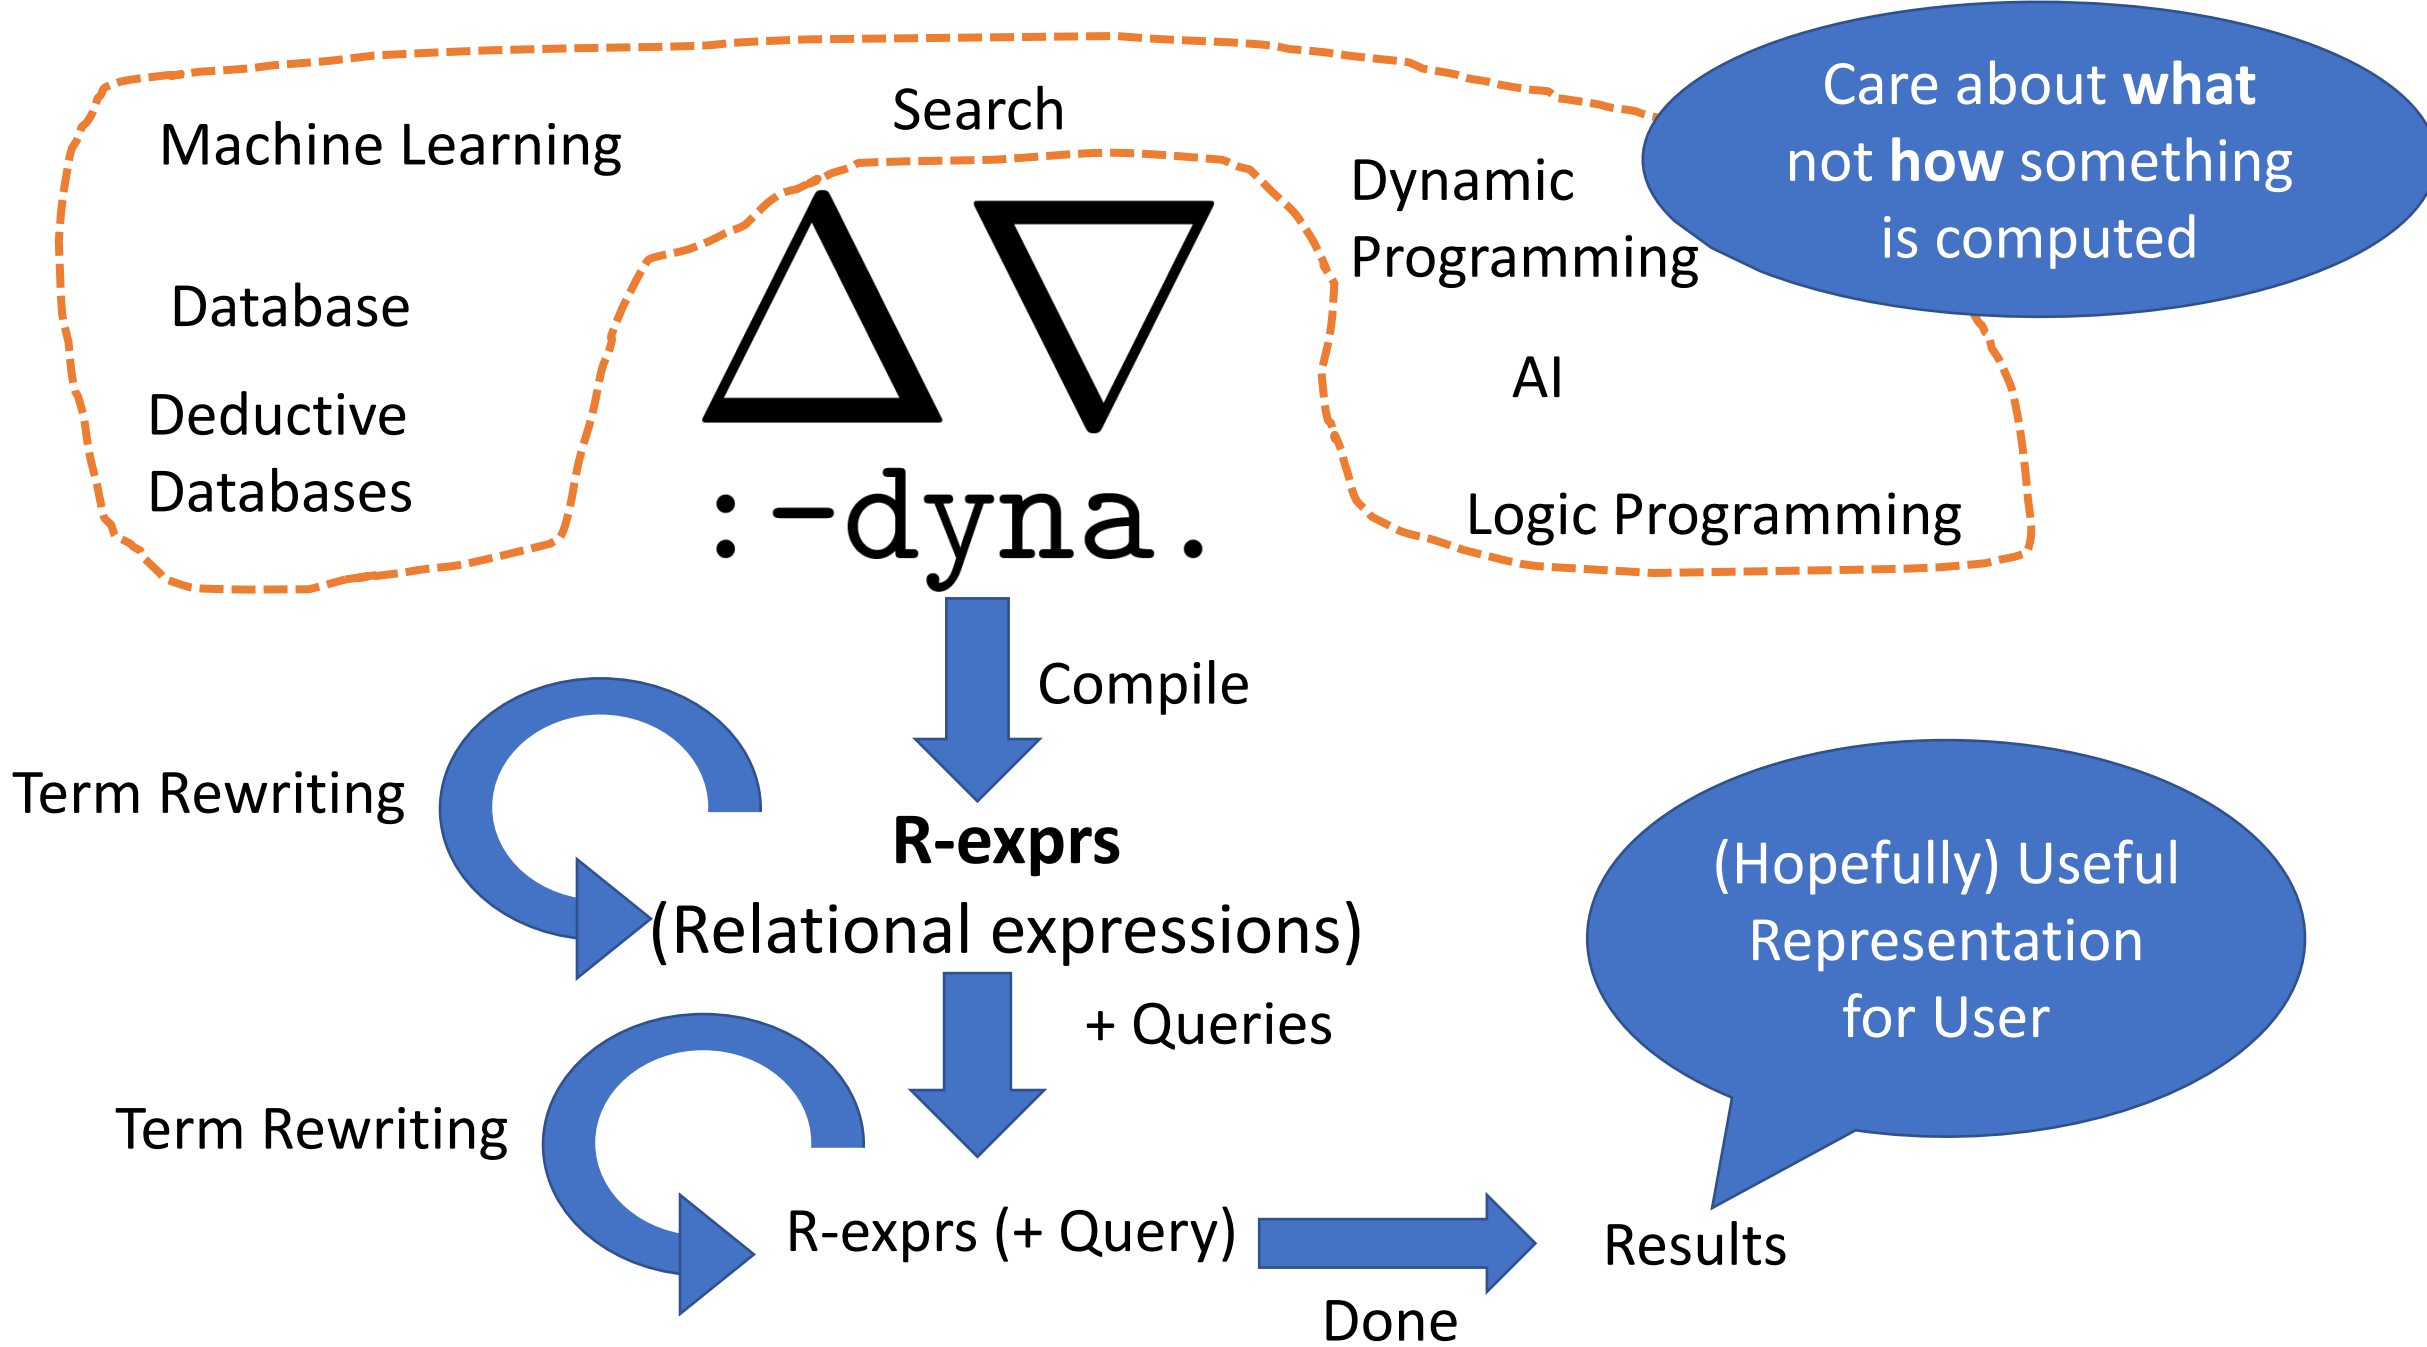 Search
Machine Learning
Database
Deductive
Databases
Dynamic
Programming
AI
Logic Programming
Care about what
not how something
is computed
:-dyna.
Compile
Term Rewriting
R-exprs
(Relational expressions)
+ Queries
Term Rewriting
R-exprs (+ Query)
Done
Results
(Hopefully) Useful
Representation
for User